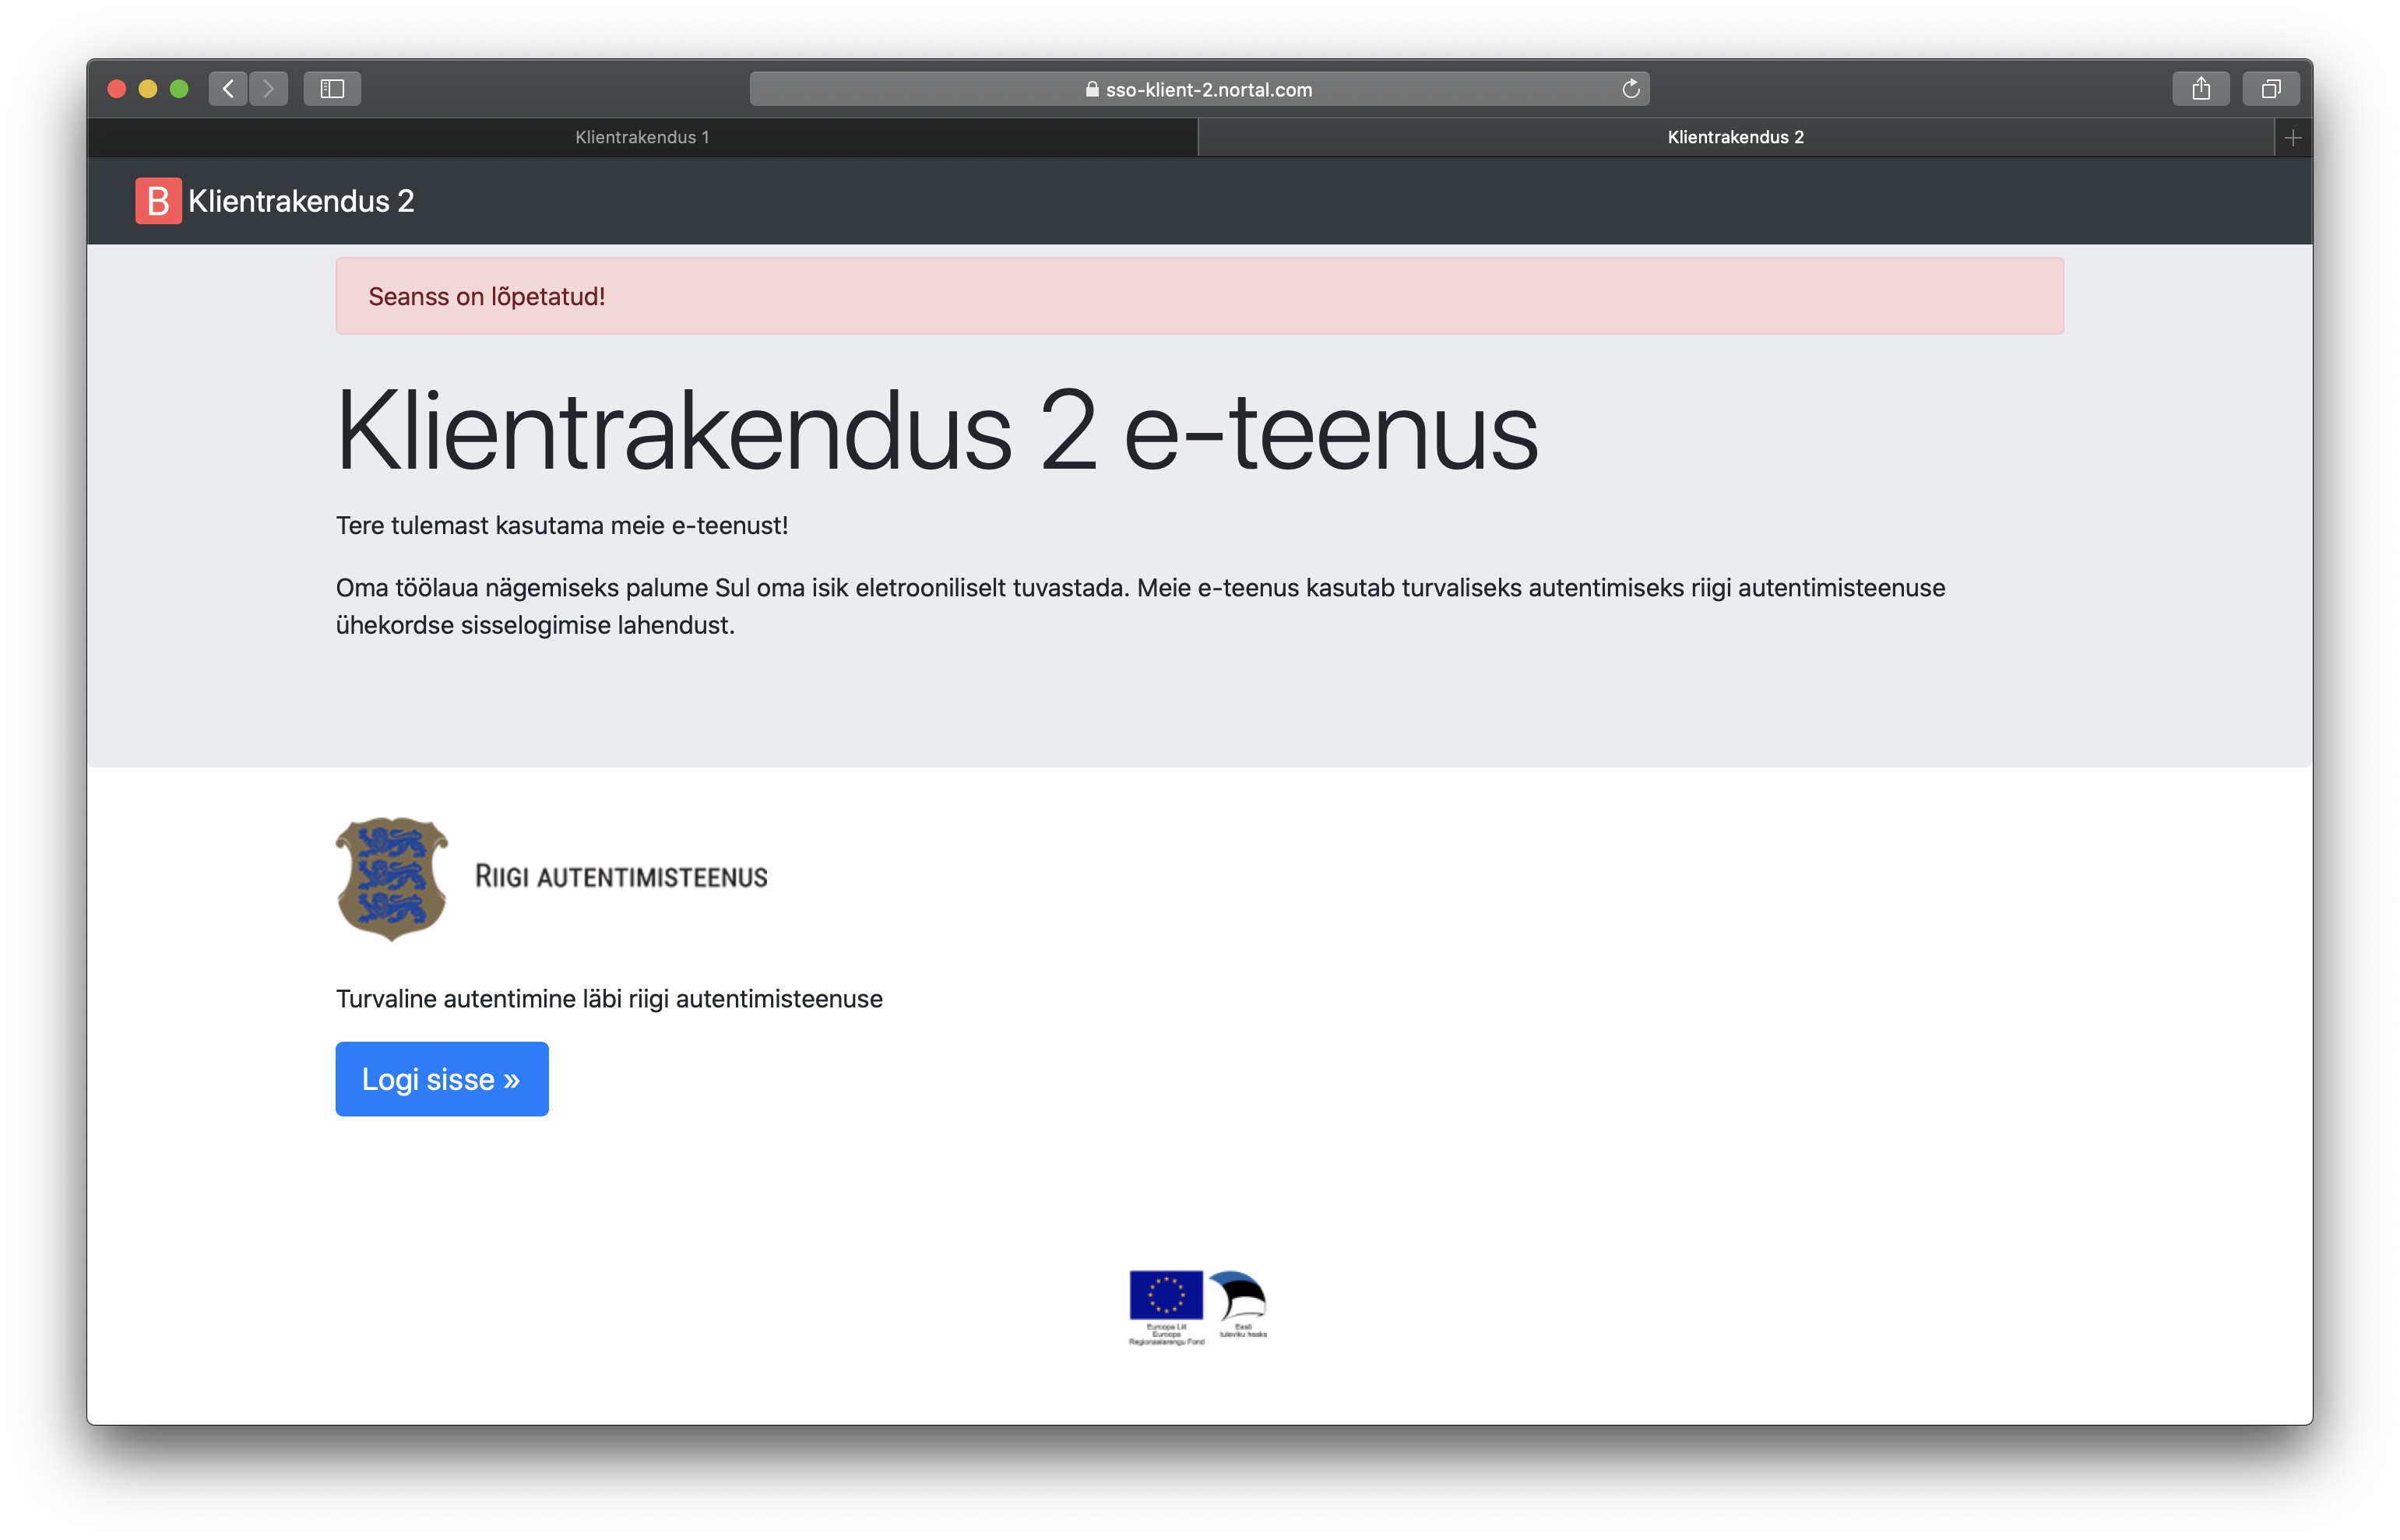 sso-klient-2.nortal.com
Klientrakendus 1
Klientrakendus 2
B Klientrakendus 2
Seanss on lõpetatud!
Klientrakendus 2 e-teenus
Tere tulemast kasutama meie e-teenust!
Oma töölaua nägemiseks palume Sul oma isik eletrooniliselt tuvastada. Meie e-teenus kasutab turvaliseks autentimiseks riigi autentimisteenuse
ühekordse sisselogimise lahendust.
RIIGI AUTENTIMISTEENUS
Turvaline autentimine läbi riigi autentimisteenuse
Logi sisse »
Euroopa Liit
Euroopa
Regionaalarengu Fond
Eesti
tuleviku heaks